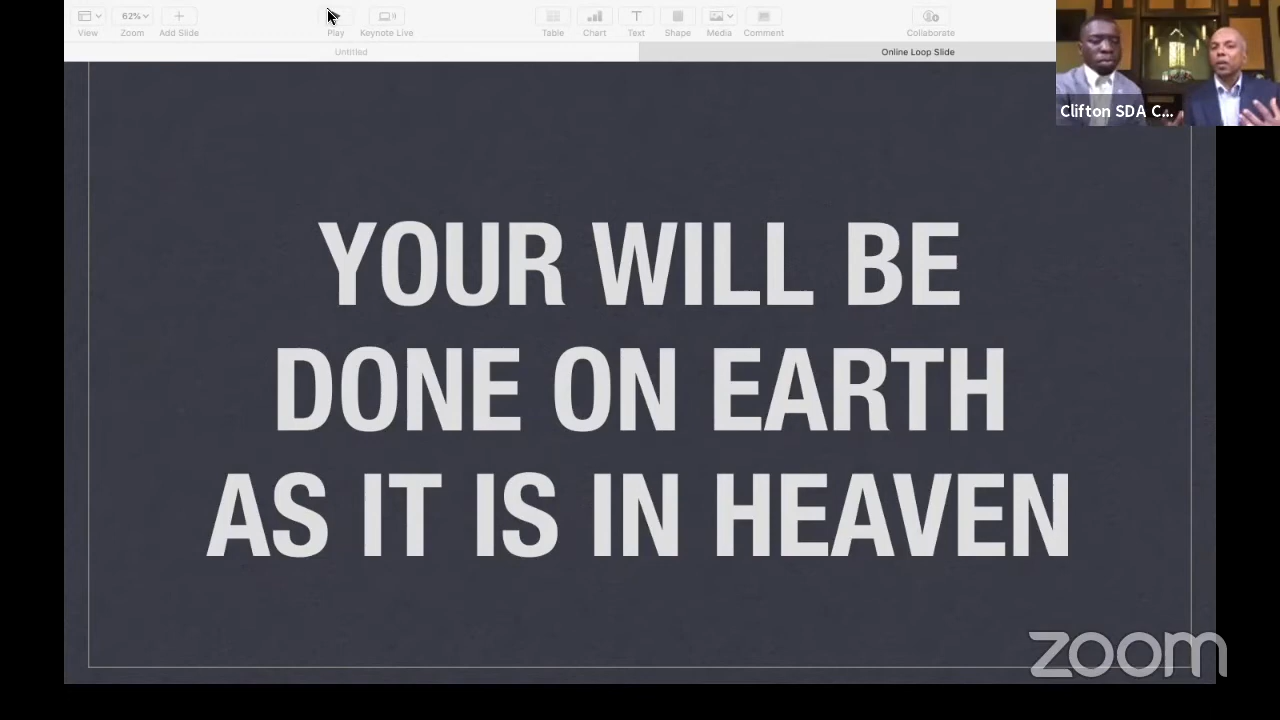 View
62%
Zoom
Add Slide
Play
Keynote Live
Table
Chart
Text
Shape
Media
Comment
Collaborate
Untitled
Online Loop Slide
Clifton SDA C...
YOUR WILL BE
DONE ON EARTH
AS IT IS IN HEAVEN
zoom